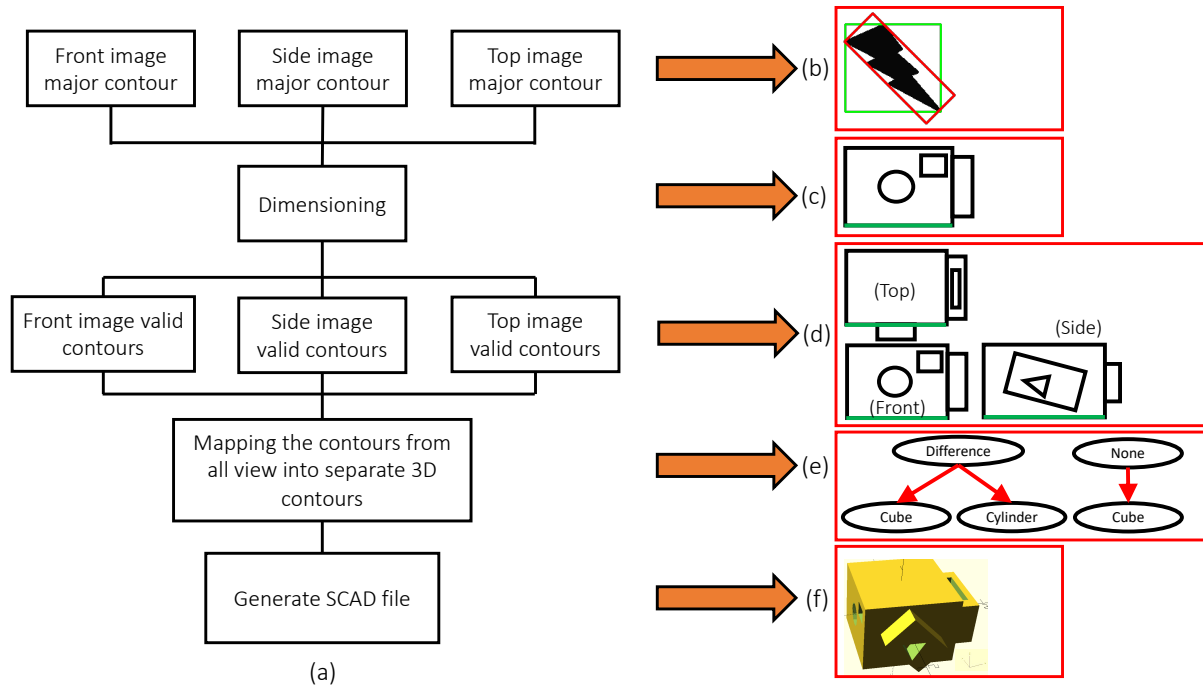 Front image
major contour
Side image
major contour
Top image
major contour
(b)
Dimensioning
(c)
Front image valid
contours
Side image
valid contours
Top image
valid contours
(d)
(Top)
(Side)
(Front)
Mapping the contours from
all view into separate 3D
contours
(e)
Difference
None
Cube
Cylinder
Cube
Generate SCAD file
(f)
(a)